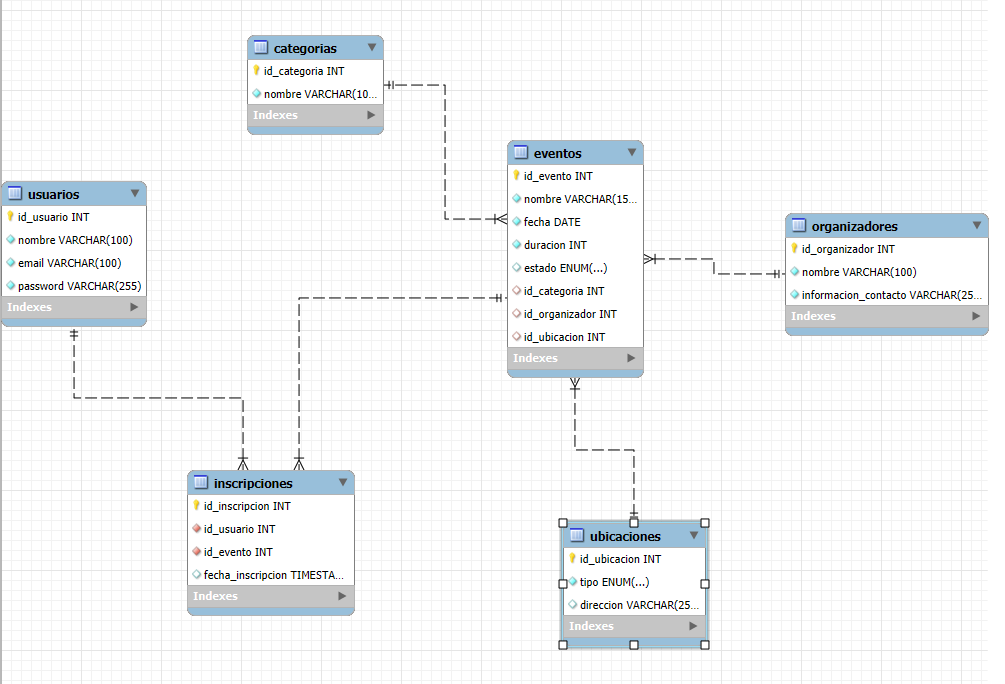 categorias
id_categoria INT
nombre VARCHAR(10...
Indexes
eventos
id_evento INT
nombre VARCHAR(15...
fecha DATE
duracion INT
estado ENUM(...)
id_categoria INT
id_organizador INT
id_ubicacion INT
Indexes
usuarios
id_usuario INT
nombre VARCHAR(100)
email VARCHAR(100)
password VARCHAR(255)
Indexes
organizadores
id_organizador INT
nombre VARCHAR(100)
informacion_contacto VARCHAR(25...
Indexes
inscripciones
id_inscripcion INT
id_usuario INT
id_evento INT
fecha_inscripcion TIMESTA...
Indexes
ubicaciones
id_ubicacion INT
tipo ENUM(...)
direccion VARCHAR(25...
Indexes